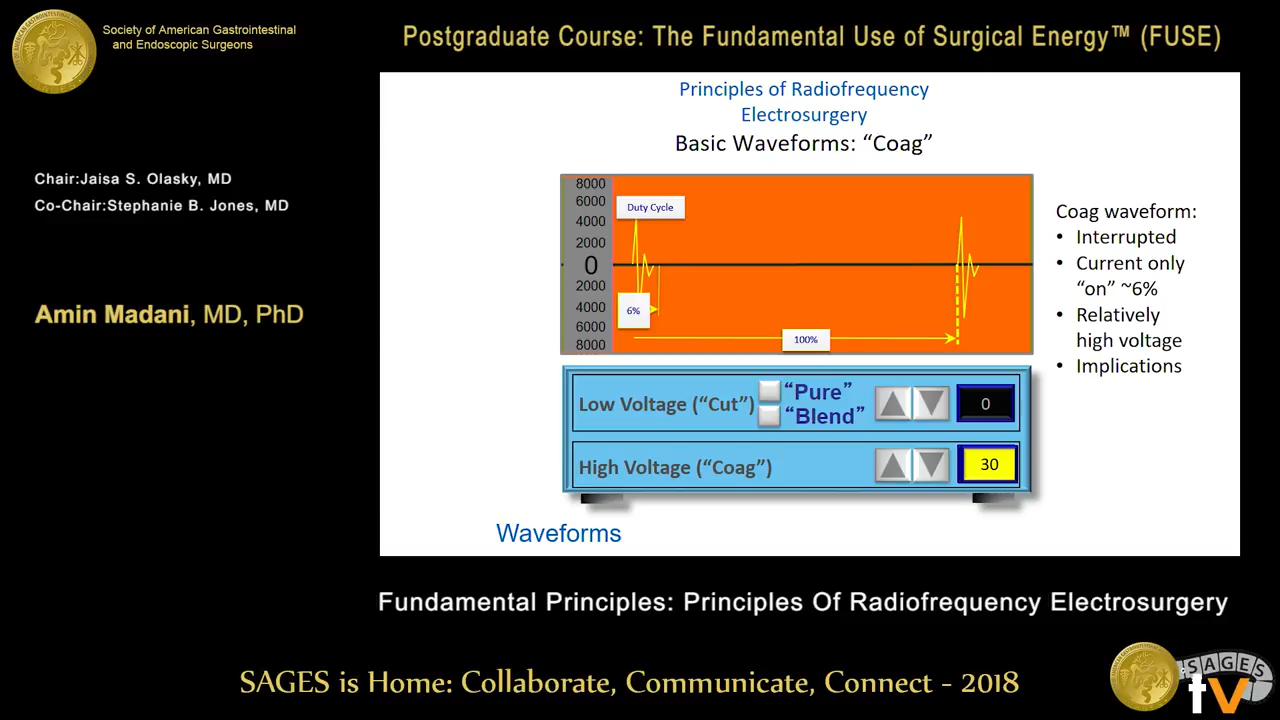 Society of American Gastrointestinal
and Endoscopic Surgeons
Postgraduate Course: The Fundamental Use of Surgical Energy™ (FUSE)
Chair:Jaisa S. Olasky, MD
Co-Chair:Stephanie B. Jones, MD
Amin Madani, MD, PhD
Principles of Radiofrequency
Electrosurgery
Basic Waveforms: “Coag”
8000
6000
4000
2000
0
2000
4000
6000
8000
Duty Cycle
6%
100%
Coag waveform:
• Interrupted
• Current only
“on” ~6%
• Relatively
high voltage
• Implications
Low Voltage (“Cut”)
“Pure”
“Blend”
0
High Voltage (“Coag”)
30
Waveforms
Fundamental Principles: Principles Of Radiofrequency Electrosurgery
SAGES is Home: Collaborate, Communicate, Connect - 2018
SAGES
tv